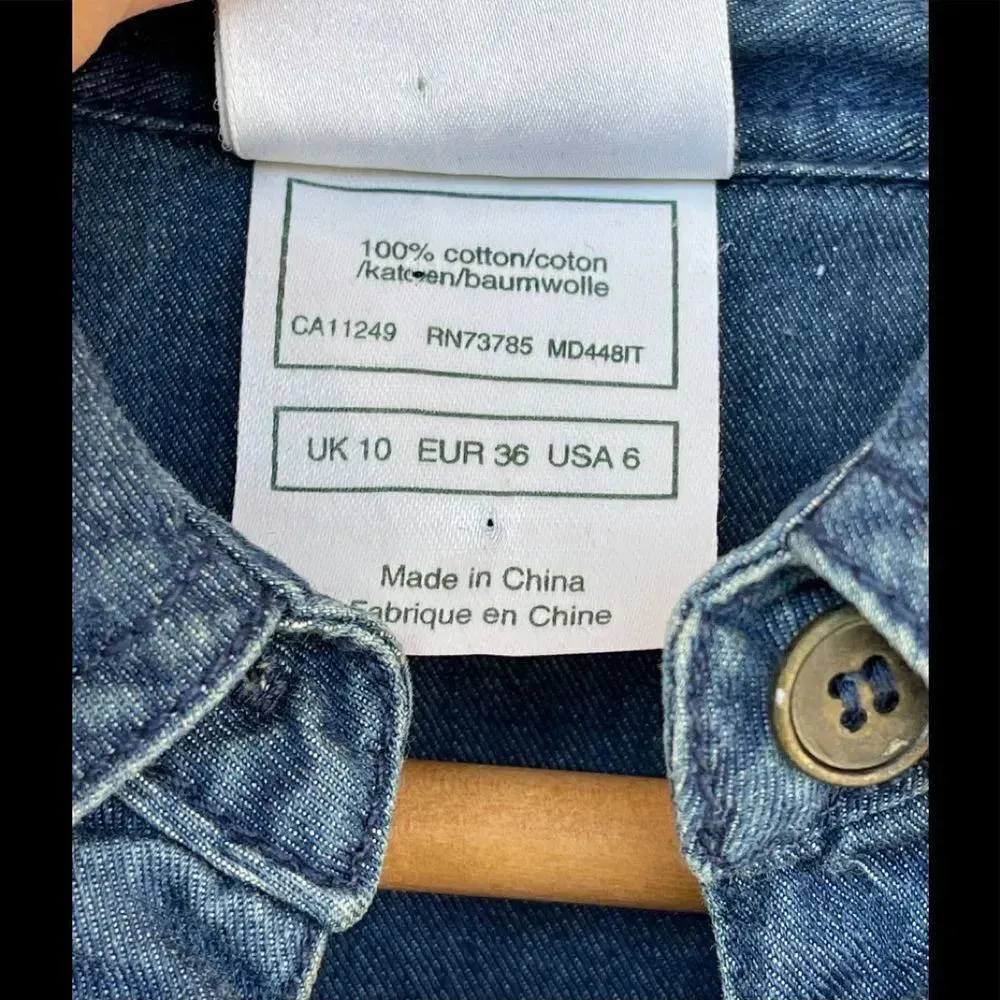 100% cotton/coton
/katoen/baumwolle
CA11249 RN73785 MD448IT
UK 10 EUR 36 USA 6
Made in China
Fabrique en Chine